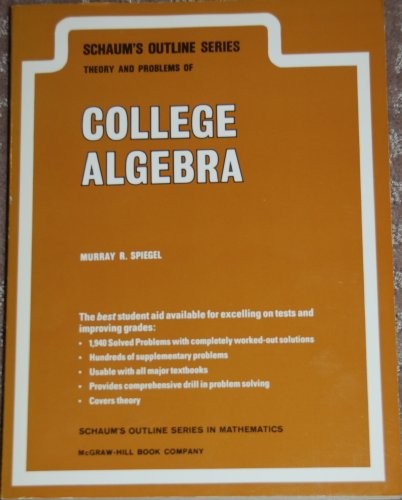 SCHAUM'S OUTLINE SERIES
THEORY AND PROBLEMS OF
COLLEGE
ALGEBRA
MURRAY R. SPIEGEL
The best student aid available for excelling on tests and
improving grades:
• 1,940 Solved Problems with completely worked-out solutions
• Hundreds of supplementary problems
• Usable with all major textbooks
• Provides comprehensive drill in problem solving
• Covers theory
SCHAUM'S OUTLINE SERIES IN MATHEMATICS
McGRAW-HILL BOOK COMPANY